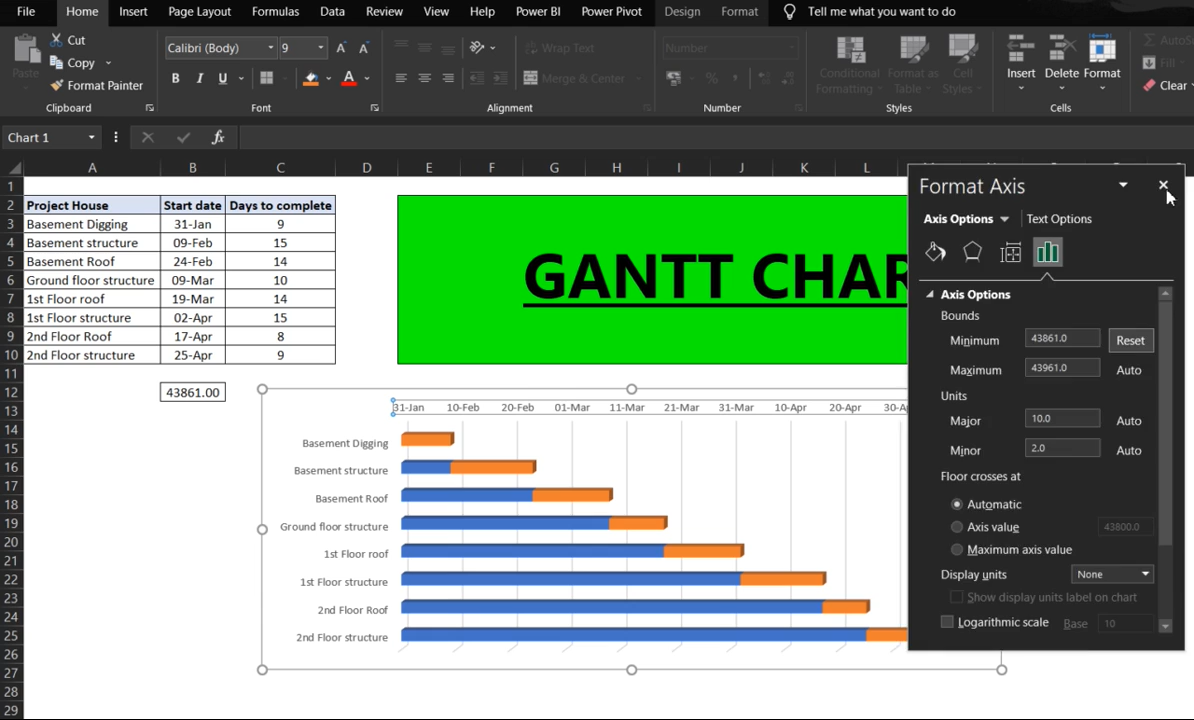 File Home Insert Page Layout Formulas Data Review View Help Power BI Power Pivot Design Format Tell me what you want to do
Paste
Cut
Copy
Format Painter
Clipboard
Calibri (Body) 9 A A
B I U A
Font
Wrap Text
Merge & Center
Alignment
Number
% ,
Number
Conditional Formatting
Format as Table
Cell Styles
Styles
Insert Delete Format
Cells
Fill
Clear
Chart 1 fx
A B C D E F G H I J K L
1
2 Project House Start date Days to complete
3 Basement Digging 31-Jan 9
4 Basement structure 09-Feb 15
5 Basement Roof 24-Feb 14
6 Ground floor structure 09-Mar 10
7 1st Floor roof 19-Mar 14
8 1st Floor structure 02-Apr 15
9 2nd Floor Roof 17-Apr 8
10 2nd Floor structure 25-Apr 9
11
12 43861.00
13
14
15
16
17
18
19
20
21
22
23
24
25
26
27
28
29
GANTT CHAR
31-Jan 10-Feb 20-Feb 01-Mar 11-Mar 21-Mar 31-Mar 10-Apr 20-Apr 30-A
Basement Digging
Basement structure
Basement Roof
Ground floor structure
1st Floor roof
1st Floor structure
2nd Floor Roof
2nd Floor structure
Format Axis
Axis Options Text Options
Axis Options
Bounds
Minimum 43861.0 Reset
Maximum 43961.0 Auto
Units
Major 10.0 Auto
Minor 2.0 Auto
Floor crosses at
Automatic
Axis value 43800.0
Maximum axis value
Display units None
Show display units label on chart
Logarithmic scale Base 10